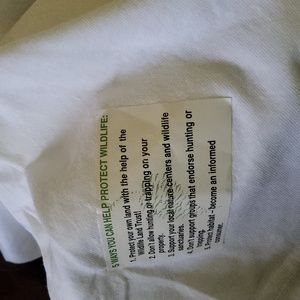 5 WAYS YOU CAN HELP PROTECT WILDLIFE:
1. Protect your own land with the help of the
Wildlife Land Trust!
2. Don't allow hunting or trapping on your
property.
3. Support your local nature centers and wildlife
sanctuaries.
4. Don't support groups that endorse hunting or
trapping.
5. Protect habitat – become an informed
consumer.